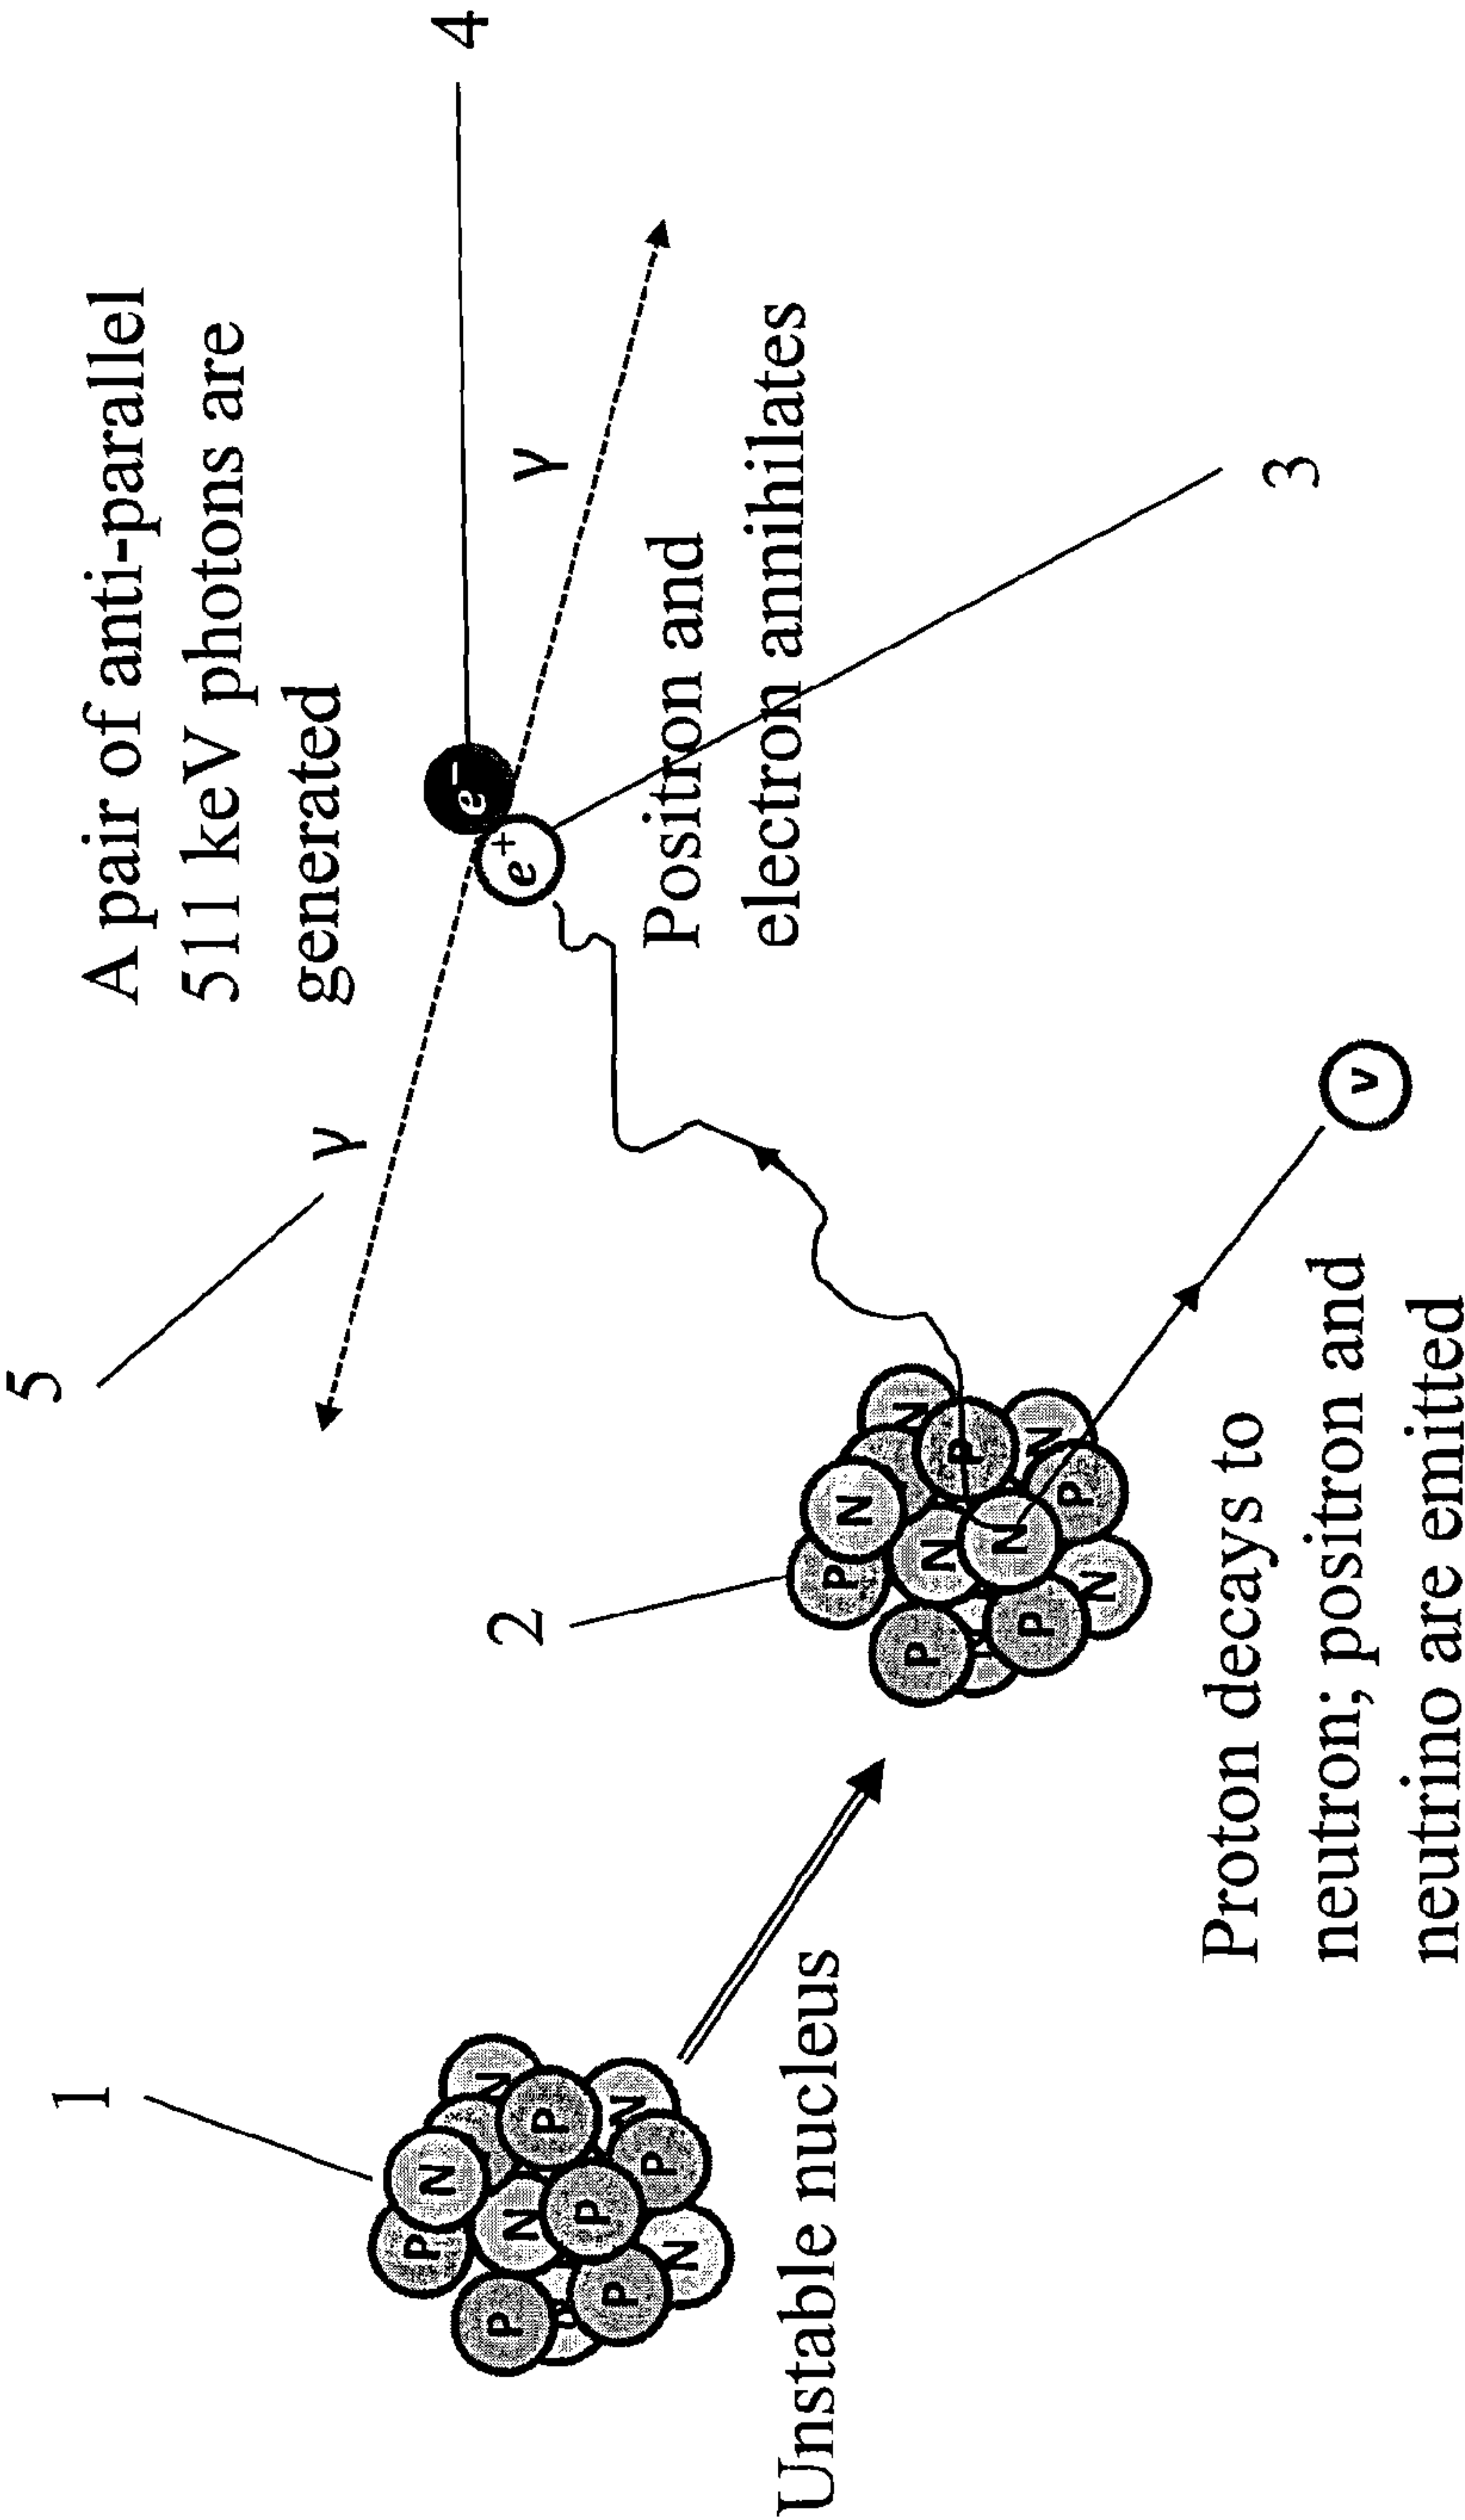 5
1
2
4
3
A pair of anti-parallel
511 keV photons are
generated
γ
γ
e-
e+
Positron and
electron annihilates
ν
N
P
N
N
P
P
P
P
P
N
N
Unstable nucleus
N
P
N
P
N
N
N
P
P
P
N
Proton decays to
neutron; positron and
neutrino are emitted